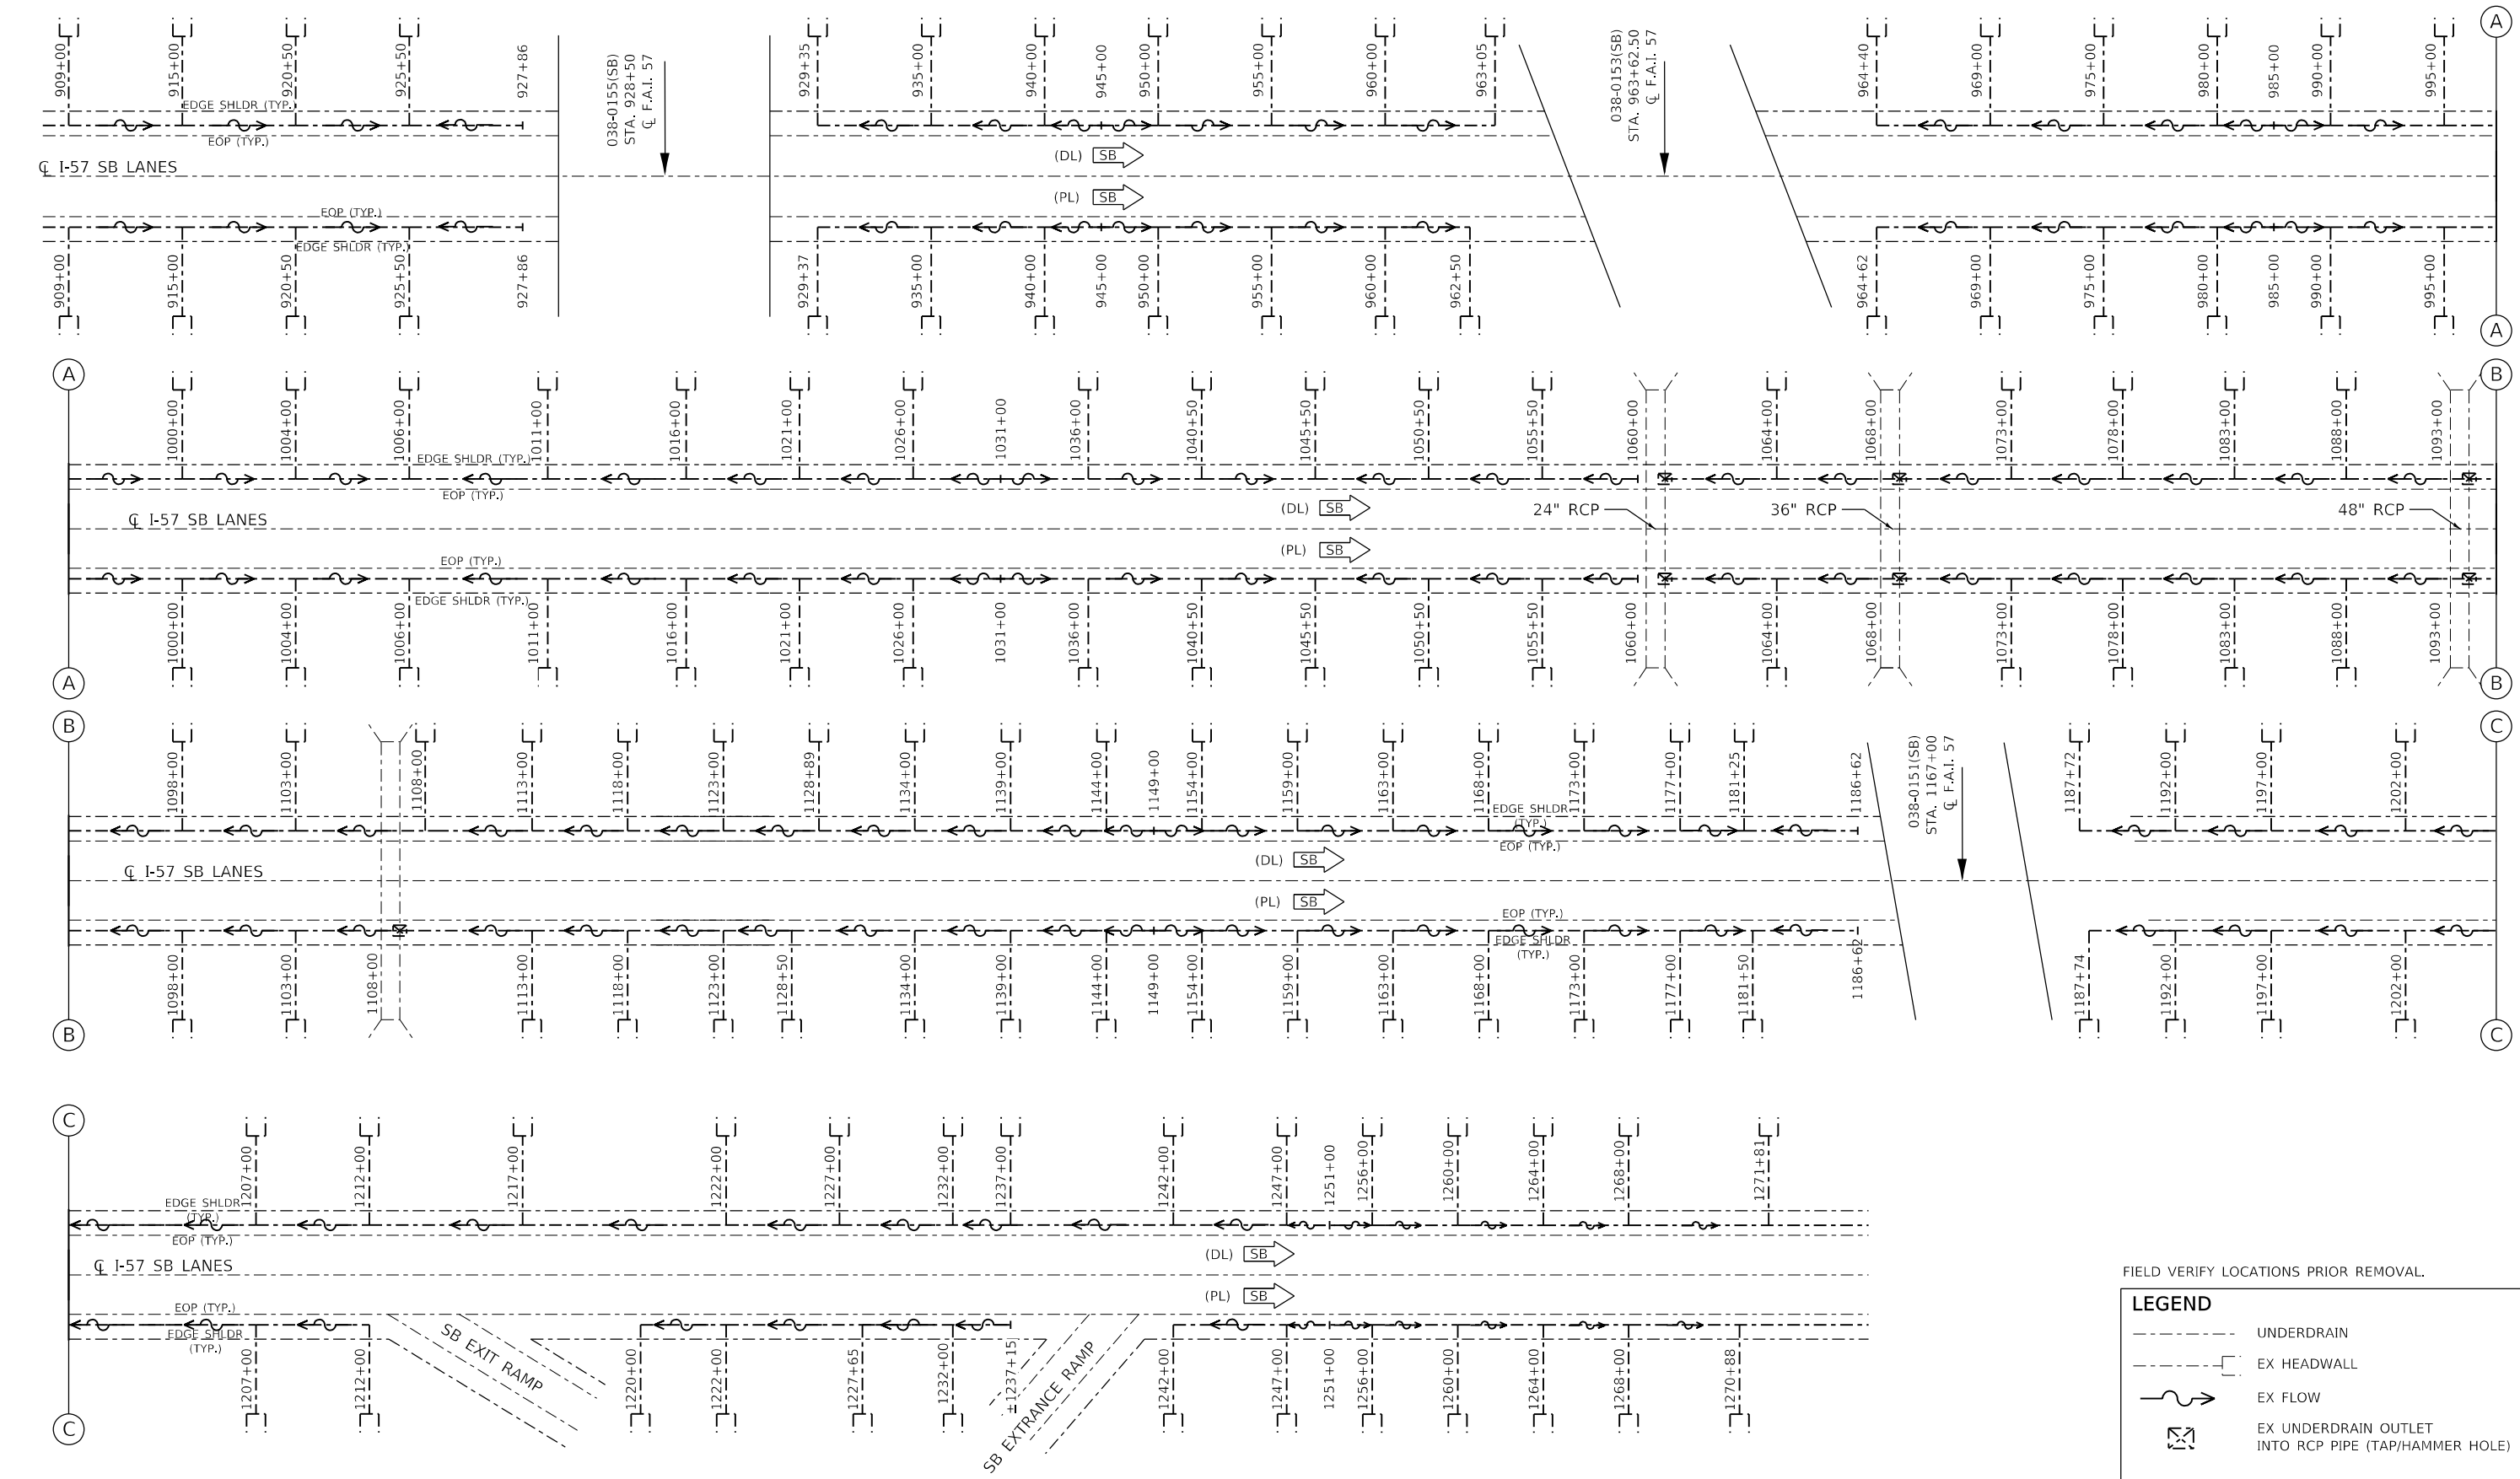 909+00
915+00
920+50
925+50
927+86
038-0155(SB)
STA. 928+50
℄ F.A.I. 57
929+35
935+00
940+00
945+00
950+00
955+00
960+00
963+05
038-0153(SB)
STA. 963+62.50
℄ F.A.I. 57
964+40
969+00
975+00
980+00
985+00
990+00
995+00
A
EDGE SHLDR (TYP.)
EOP (TYP.)
(DL) SB
℄ I-57 SB LANES
(PL) SB
EOP (TYP.)
EDGE SHLDR (TYP.)
909+00
915+00
920+50
925+50
927+86
929+37
935+00
940+00
945+00
950+00
955+00
960+00
962+50
964+62
969+00
975+00
980+00
985+00
990+00
995+00
A
A
1000+00
1004+00
1006+00
1011+00
1016+00
1021+00
1026+00
1031+00
1036+00
1040+50
1045+50
1050+50
1055+50
1060+00
1064+00
1068+00
1073+00
1078+00
1083+00
1088+00
1093+00
B
EDGE SHLDR (TYP.)
EOP (TYP.)
℄ I-57 SB LANES
(DL) SB
24" RCP
36" RCP
48" RCP
(PL) SB
EOP (TYP.)
EDGE SHLDR (TYP.)
A
1000+00
1004+00
1006+00
1011+00
1016+00
1021+00
1026+00
1031+00
1036+00
1040+50
1045+50
1050+50
1055+50
1060+00
1064+00
1068+00
1073+00
1078+00
1083+00
1088+00
1093+00
B
B
1098+00
1103+00
1108+00
1113+00
1118+00
1123+00
1128+89
1134+00
1139+00
1144+00
1149+00
1154+00
1159+00
1163+00
1168+00
1173+00
1177+00
1181+25
1186+62
038-0151(SB)
STA. 1167+00
℄ F.A.I. 57
1187+72
1192+00
1197+00
1202+00
C
EDGE SHLDR
(TYP.)
EOP (TYP.)
(DL) SB
℄ I-57 SB LANES
(PL) SB
EOP (TYP.)
EDGE SHLDR
(TYP.)
B
1098+00
1103+00
1108+00
1113+00
1118+00
1123+00
1128+50
1134+00
1139+00
1144+00
1149+00
1154+00
1159+00
1163+00
1168+00
1173+00
1177+00
1181+50
1186+62
1187+74
1192+00
1197+00
1202+00
C
C
1207+00
1212+00
1217+00
1222+00
1227+00
1232+00
1237+00
1242+00
1247+00
1251+00
1256+00
1260+00
1264+00
1268+00
1271+81
EDGE SHLDR
(TYP.)
EOP (TYP.)
(DL) SB
℄ I-57 SB LANES
(PL) SB
EOP (TYP.)
EDGE SHLDR
(TYP.)
SB EXIT RAMP
SB EXTRANCE RAMP
C
1207+00
1212+00
1220+00
1222+00
1227+65
1232+00
±1237+15
1242+00
1247+00
1251+00
1256+00
1260+00
1264+00
1268+00
1270+88
FIELD VERIFY LOCATIONS PRIOR REMOVAL.
LEGEND
UNDERDRAIN
EX HEADWALL
EX FLOW
EX UNDERDRAIN OUTLET
INTO RCP PIPE (TAP/HAMMER HOLE)